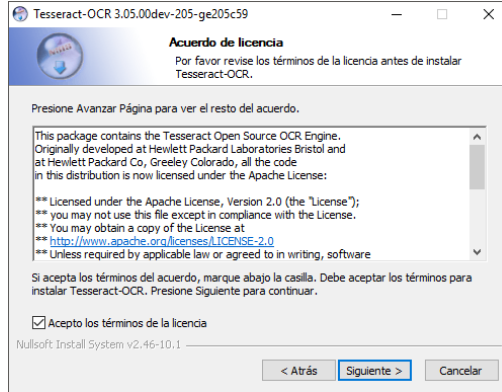 Tesseract-OCR 3.05.00dev-205-ge205c59
Acuerdo de licencia
Por favor revise los términos de la licencia antes de instalar
Tesseract-OCR.
Presione Avanzar Página para ver el resto del acuerdo.
This package contains the Tesseract Open Source OCR Engine.
Originally developed at Hewlett Packard Laboratories Bristol and
at Hewlett Packard Co, Greeley Colorado, all the code
in this distribution is now licensed under the Apache License:
** Licensed under the Apache License, Version 2.0 (the "License");
** you may not use this file except in compliance with the License.
** You may obtain a copy of the License at
** http://www.apache.org/licenses/LICENSE-2.0
** Unless required by applicable law or agreed to in writing, software
Si acepta los términos del acuerdo, marque abajo la casilla. Debe aceptar los términos para
instalar Tesseract-OCR. Presione Siguiente para continuar.
Acepto los términos de la licencia
Nullsoft Install System v2.46-10.1
< Atrás Siguiente > Cancelar